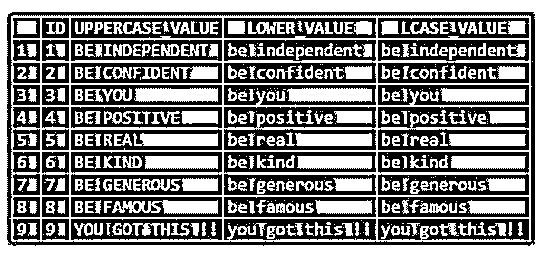 ID UPPERCASE_VALUE LOWER_VALUE LCASE_VALUE
1 1 BE INDEPENDENT be independent be independent
2 2 BE CONFIDENT be confident be confident
3 3 BE YOU be you be you
4 4 BE POSITIVE be positive be positive
5 5 BE REAL be real be real
6 6 BE KIND be kind be kind
7 7 BE GENEROUS be generous be generous
8 8 BE FAMOUS be famous be famous
9 9 YOU GOT THIS!! you got this!! you got this!!